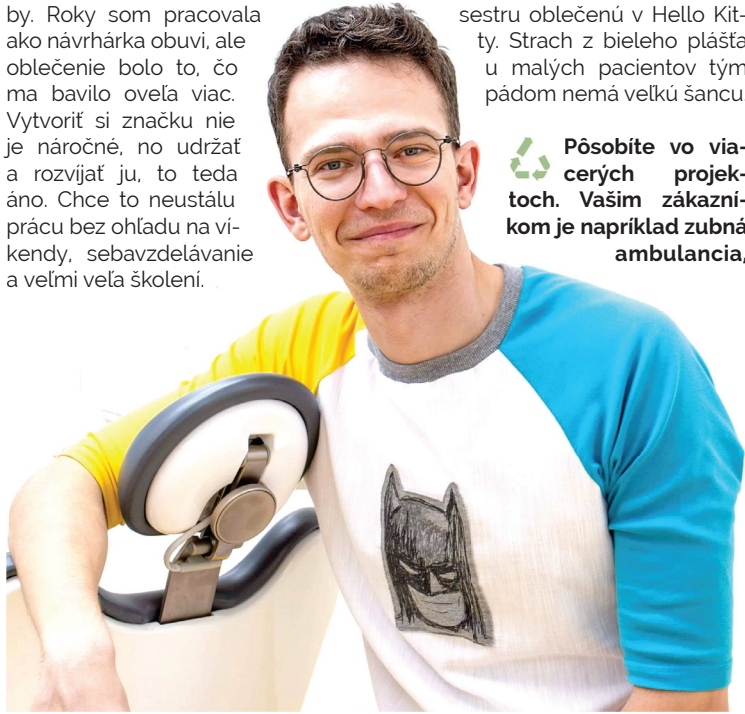 by. Roky som pracovala
ako návrhárka obuvi, ale
oblečenie bolo to, čo
ma bavilo oveľa viac.
Vytvoriť si značku nie
je náročné, no udržať
a rozvíjať ju, to teda
áno. Chce to neustálu
prácu bez ohľadu na ví-
kendy, sebavzdelávanie
a veľmi veľa školení.
sestru oblečenú v Hello Kit-
ty. Strach z bieleho plášťa
u malých pacientov tým
pádom nemá veľkú šancu.
Pôsobíte vo via-
cerých projek-
toch. Vašim zákazní-
kom je napríklad zubná
ambulancia,